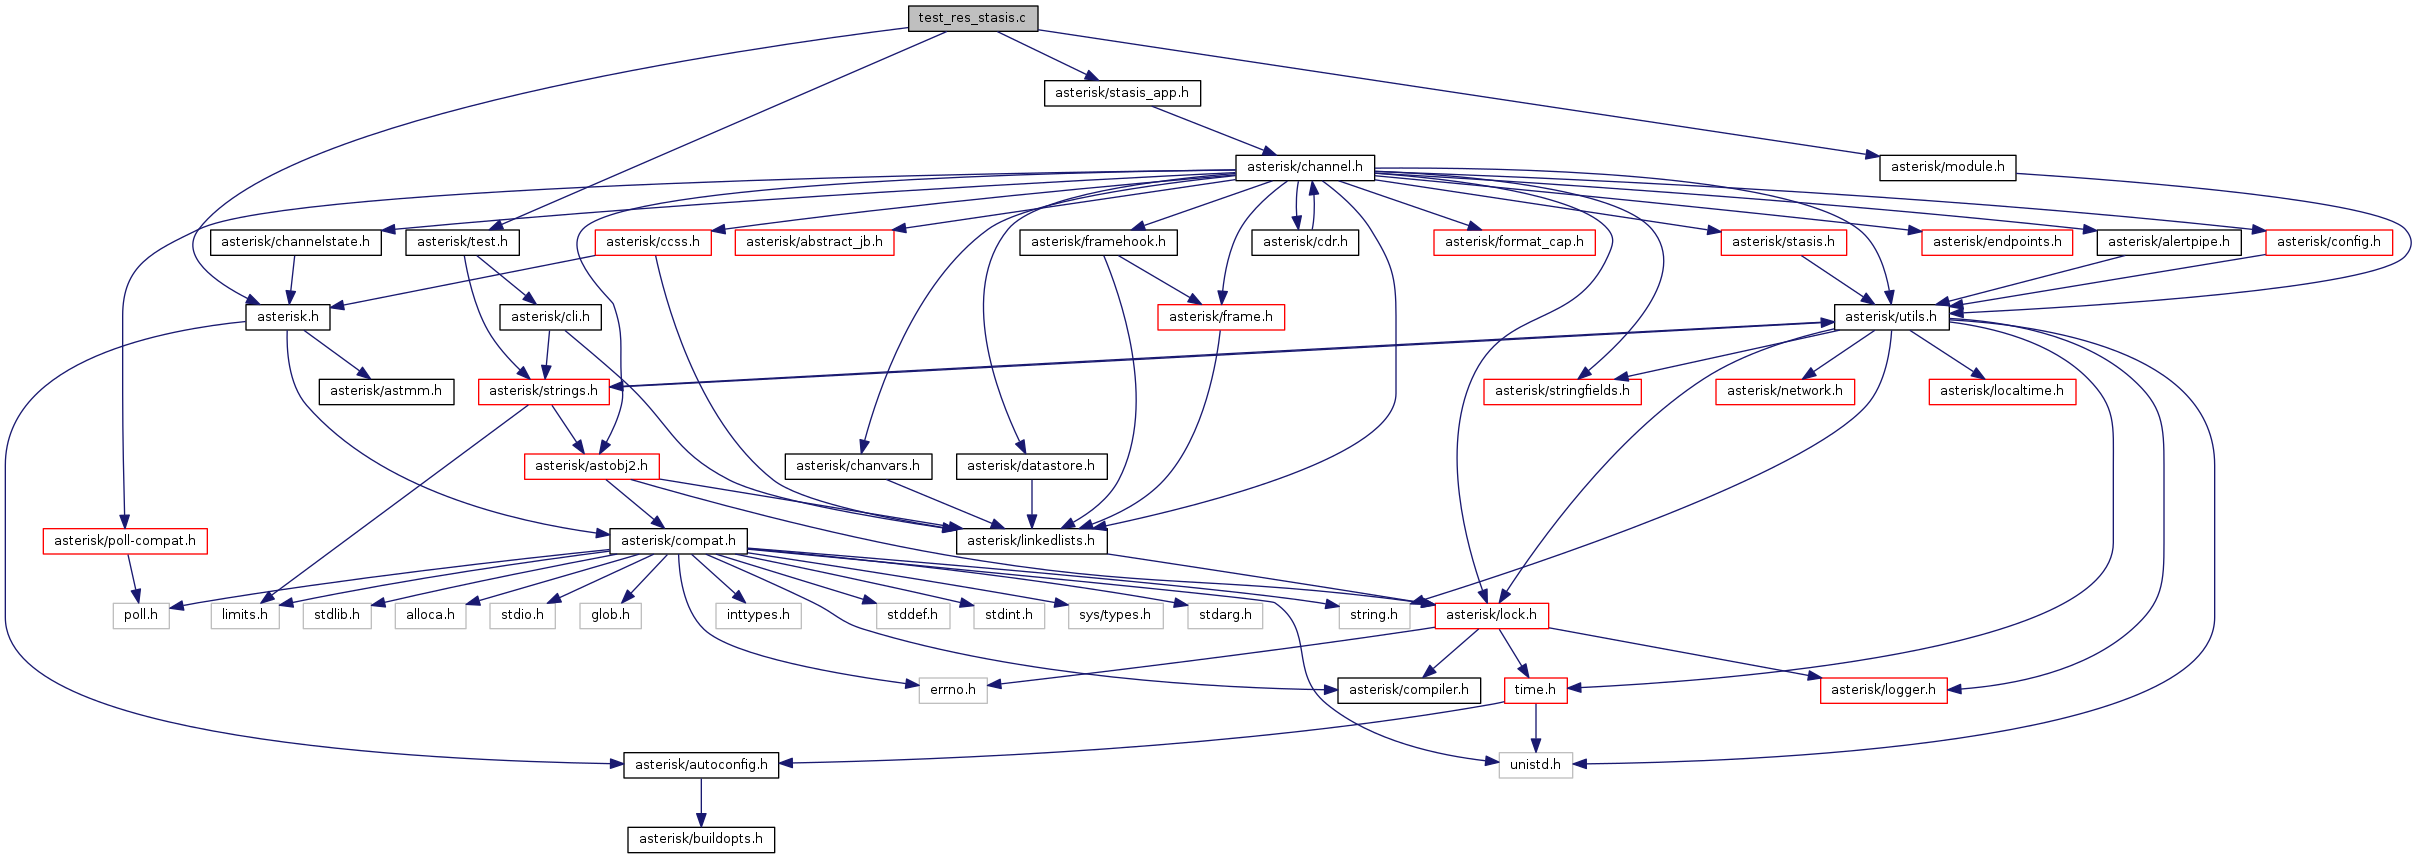 test_res_stasis.c
asterisk/stasis_app.h
asterisk/channel.h
asterisk/module.h
asterisk/channelstate.h
asterisk/test.h
asterisk/ccss.h
asterisk/abstract_jb.h
asterisk/framehook.h
asterisk/cdr.h
asterisk/format_cap.h
asterisk/stasis.h
asterisk/endpoints.h
asterisk/alertpipe.h
asterisk/config.h
asterisk.h
asterisk/cli.h
asterisk/frame.h
asterisk/utils.h
asterisk/astmm.h
asterisk/strings.h
asterisk/stringfields.h
asterisk/network.h
asterisk/localtime.h
asterisk/astobj2.h
asterisk/chanvars.h
asterisk/datastore.h
asterisk/poll-compat.h
asterisk/compat.h
asterisk/linkedlists.h
poll.h
limits.h
stdlib.h
alloca.h
stdio.h
glob.h
inttypes.h
stddef.h
stdint.h
sys/types.h
stdarg.h
string.h
asterisk/lock.h
errno.h
asterisk/compiler.h
time.h
asterisk/logger.h
asterisk/autoconfig.h
unistd.h
asterisk/buildopts.h